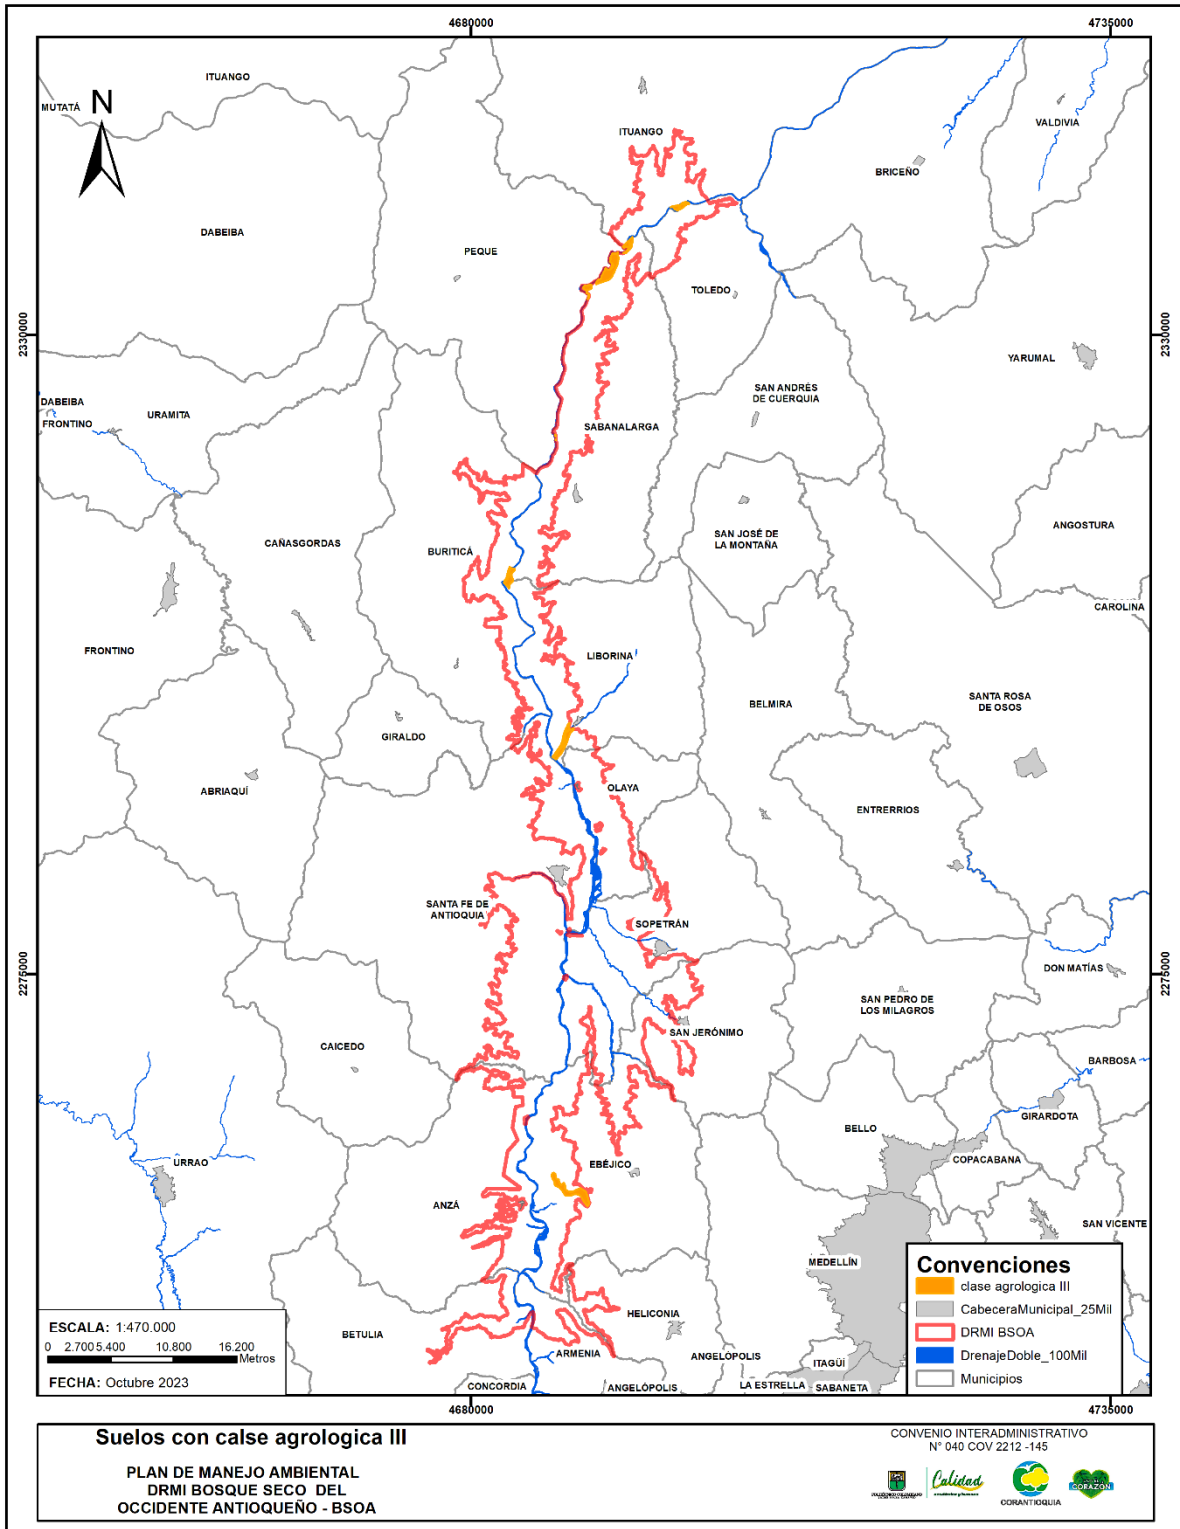 4680000
4735000
ITUANGO
MUTATÁ
N
ITUANGO
VALDIVIA
BRICEÑO
DABEIBA
PEQUE
TOLEDO
2330000
2330000
YARUMAL
SAN ANDRÉS
DE CUERQUIA
DABEIBA
URAMITA
FRONTINO
SABANALARGA
ANGOSTURA
SAN JOSÉ DE
LA MONTAÑA
CAÑASGORDAS
BURITICÁ
CAROLINA
FRONTINO
LIBORINA
SANTA ROSA
DE OSOS
BELMIRA
GIRALDO
ABRIAQUÍ
OLAYA
ENTRERRIOS
SANTA FE DE
ANTIOQUIA
SOPETRÁN
2275000
2275000
DON MATÍAS
SAN PEDRO DE
LOS MILAGROS
SAN JERÓNIMO
CAICEDO
BARBOSA
GIRARDOTA
BELLO
COPACABANA
URRAO
EBÉJICO
ANZÁ
SAN VICENTE
MEDELLÍN
HELICONIA
BETULIA
ARMENIA
ANGELÓPOLIS
ITAGÜÍ
CONCORDIA
ANGELÓPOLIS
LA ESTRELLA
SABANETA
Convenciones
clase agrologica III
CabeceraMunicipal_25Mil
DRMI BSOA
DrenajeDoble_100Mil
Municipios
ESCALA: 1:470.000
0 2.700 5.400 10.800 16.200
Metros
FECHA: Octubre 2023
4680000
4735000
Suelos con calse agrologica III
PLAN DE MANEJO AMBIENTAL
DRMI BOSQUE SECO DEL
OCCIDENTE ANTIOQUEÑO - BSOA
CONVENIO INTERADMINISTRATIVO
N° 040 COV 2212 -145
Calidad
CORANTIOQUIA
CORAZÓN